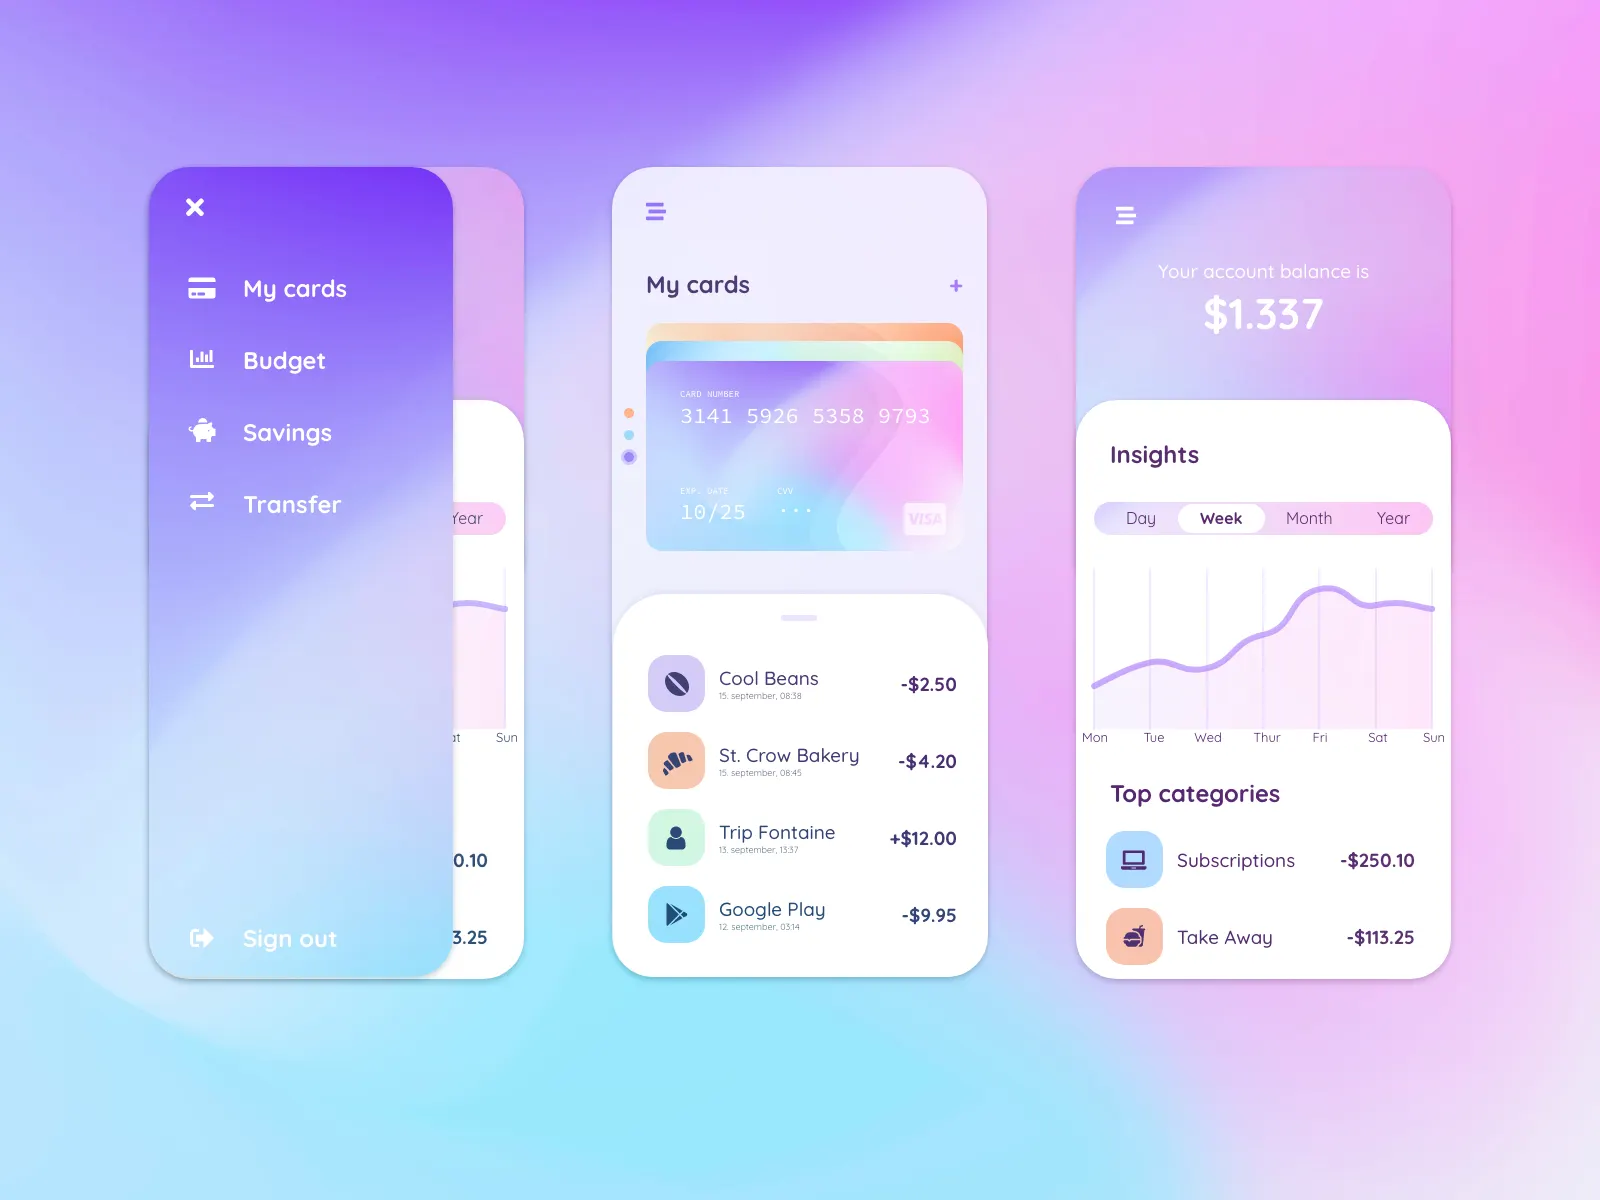 My cards
Budget
Savings
Transfer
Sign out
Year
at
Sun
0.10
3.25
My cards
+
CARD NUMBER
3141 5926 5358 9793
EXP. DATE CVV
10/25 ···
VISA
Cool Beans
15. september, 08:38
-$2.50
St. Crow Bakery
15. september, 08:45
-$4.20
Trip Fontaine
13. september, 13:37
+$12.00
Google Play
12. september, 03:14
-$9.95
Your account balance is
$1.337
Insights
Day Week Month Year
Mon Tue Wed Thur Fri Sat Sun
Top categories
Subscriptions -$250.10
Take Away -$113.25